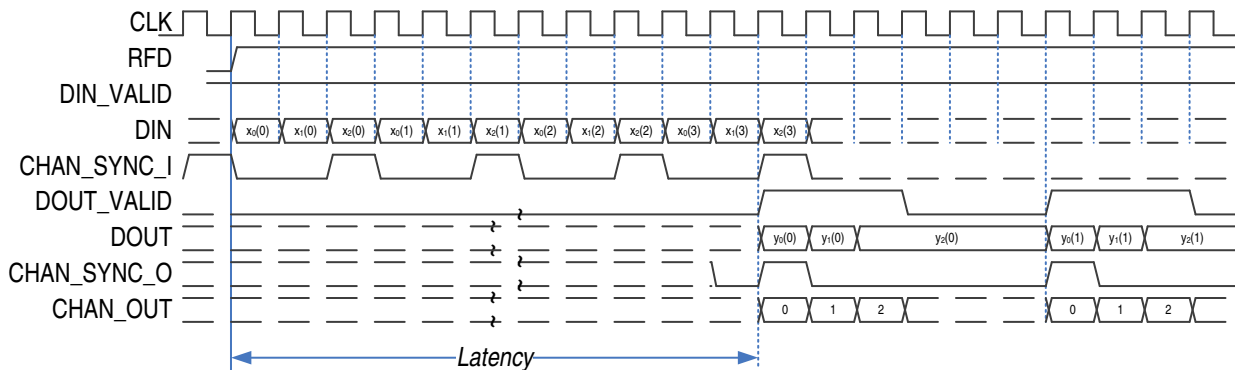 CLK
RFD
DIN_VALID
DIN x₀(0) x₁(0) x₂(0) x₀(1) x₁(1) x₂(1) x₀(2) x₁(2) x₂(2) x₀(3) x₁(3) x₂(3)
CHAN_SYNC_I
DOUT_VALID
DOUT y₀(0) y₁(0) y₂(0) y₀(1) y₁(1) y₂(1)
CHAN_SYNC_O
CHAN_OUT 0 1 2 0 1 2
Latency